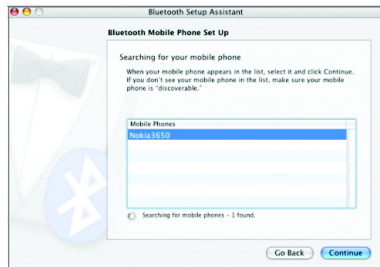 Bluetooth Setup Assistant
Bluetooth Mobile Phone Set Up
Searching for your mobile phone
When your mobile phone appears in the list, select it and click Continue.
If you don't see your mobile phone in the list, make sure your mobile
phone is "discoverable."
Mobile Phones
Nokia3650
Searching for mobile phones – 1 found.
Go Back
Continue